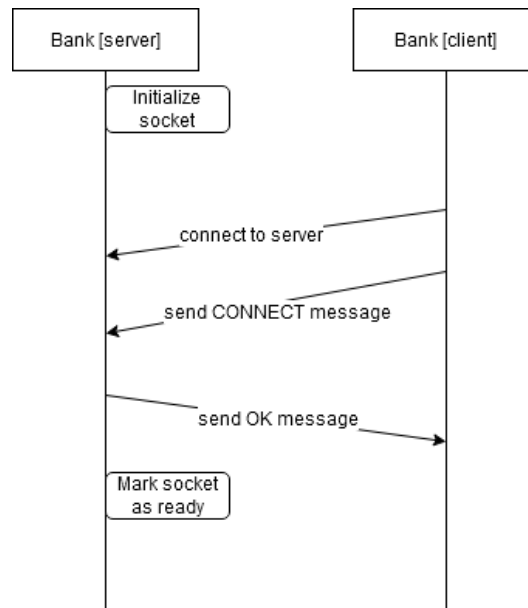 Bank [server]
Bank [client]
Initialize
socket
connect to server
send CONNECT message
send OK message
Mark socket
as ready